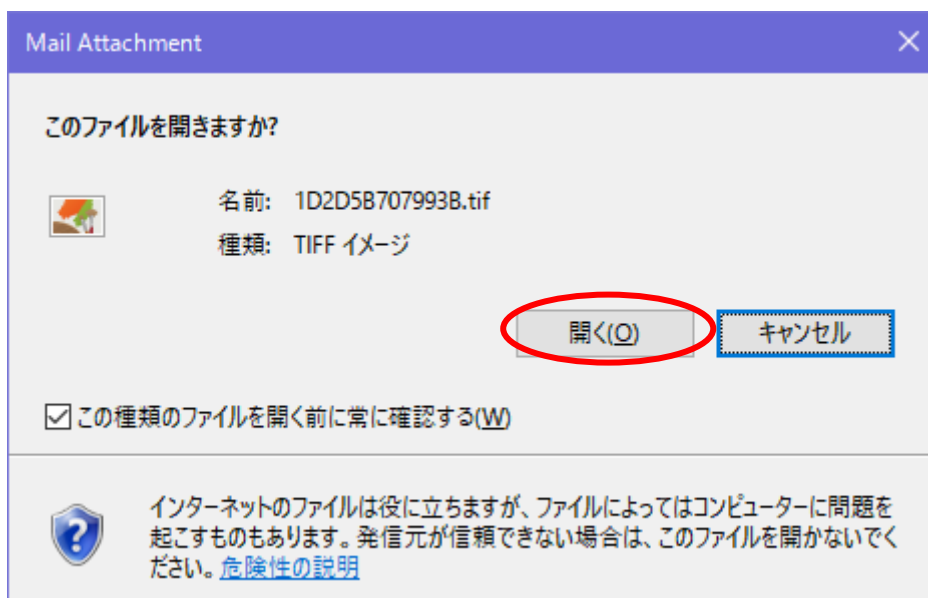 Mail Attachment
このファイルを開きますか?
名前: 1D2D5B707993B.tif
種類: TIFF イメージ
開く(O) キャンセル
この種類のファイルを開く前に常に確認する(W)
インターネットのファイルは役に立ちますが、ファイルによってはコンピューターに問題を
起こすものもあります。発信元が信頼できない場合は、このファイルを開かないでく
ださい。危険性の説明